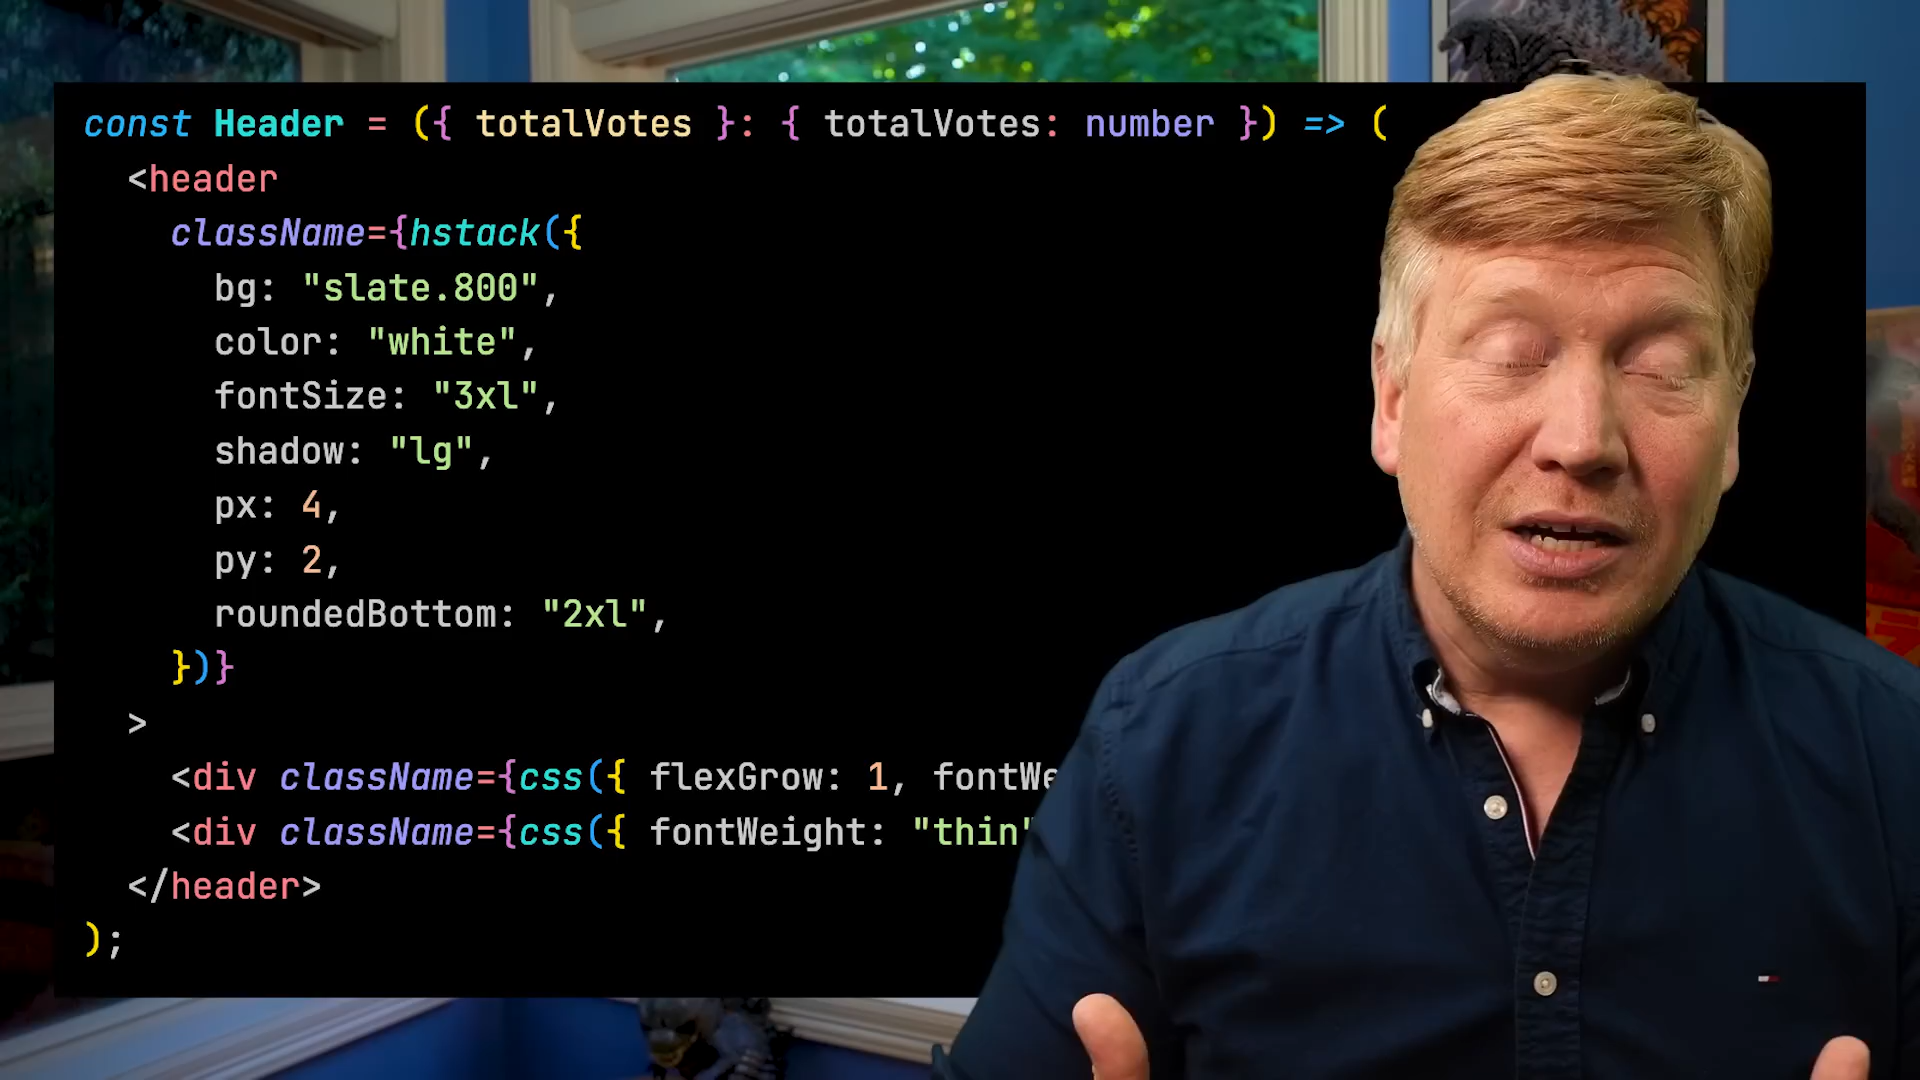 const Header = ({ totalVotes }: { totalVotes: number }) => (
<header
className={hstack({
bg: "slate.800",
color: "white",
fontSize: "3xl",
shadow: "lg",
px: 4,
py: 2,
roundedBottom: "2xl",
})}
>
<div className={css({ flexGrow: 1,
<div className={css({ fontWeight: "thin"
</header>
);